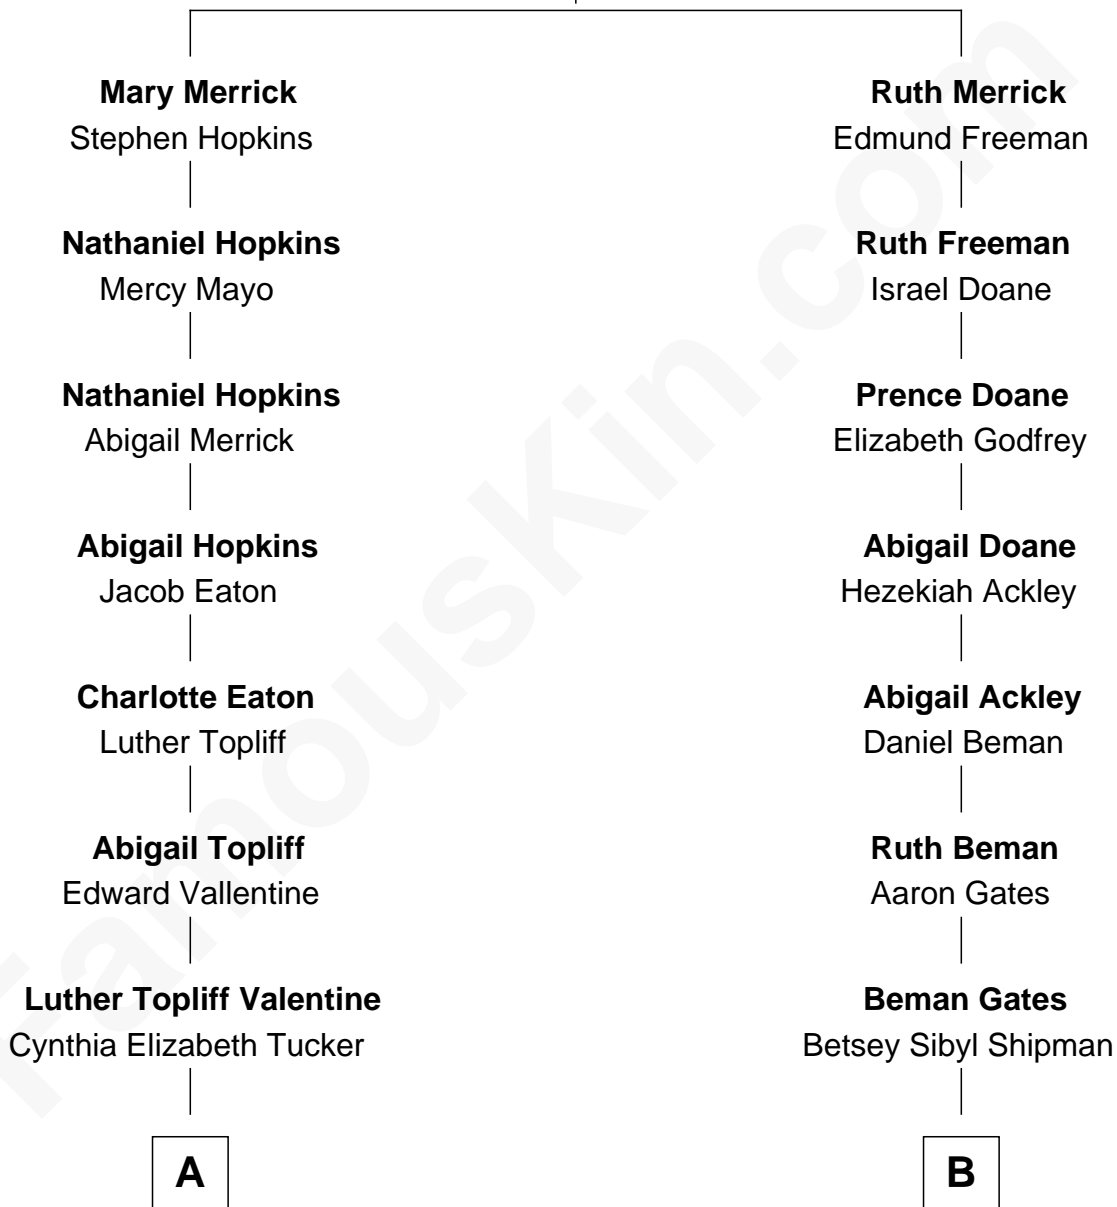 Mary Merrick
Stephen Hopkins
Nathaniel Hopkins
Mercy Mayo
Nathaniel Hopkins
Abigail Merrick
Abigail Hopkins
Jacob Eaton
Charlotte Eaton
Luther Topliff
Abigail Topliff
Edward Vallentine
Luther Topliff Valentine
Cynthia Elizabeth Tucker
A
Ruth Merrick
Edmund Freeman
Ruth Freeman
Israel Doane
Prence Doane
Elizabeth Godfrey
Abigail Doane
Hezekiah Ackley
Abigail Ackley
Daniel Beman
Ruth Beman
Aaron Gates
Beman Gates
Betsey Sibyl Shipman
B
FamousKin.com